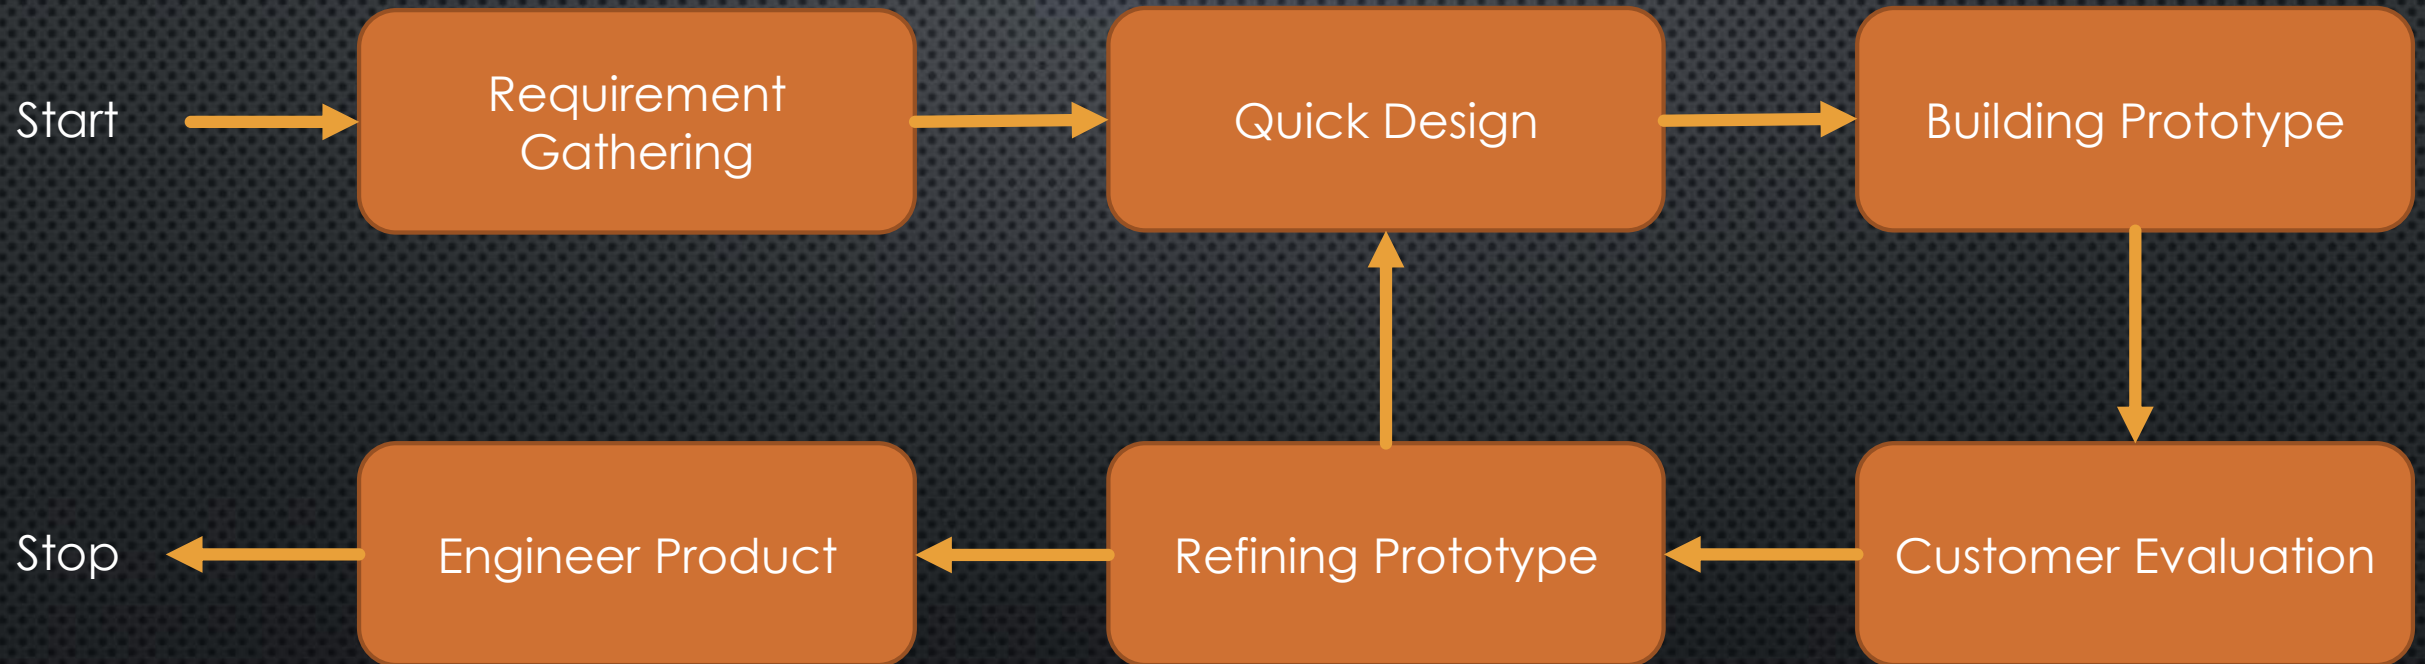 Start
Requirement
Gathering
Quick Design
Building Prototype
Stop
Engineer Product
Refining Prototype
Customer Evaluation